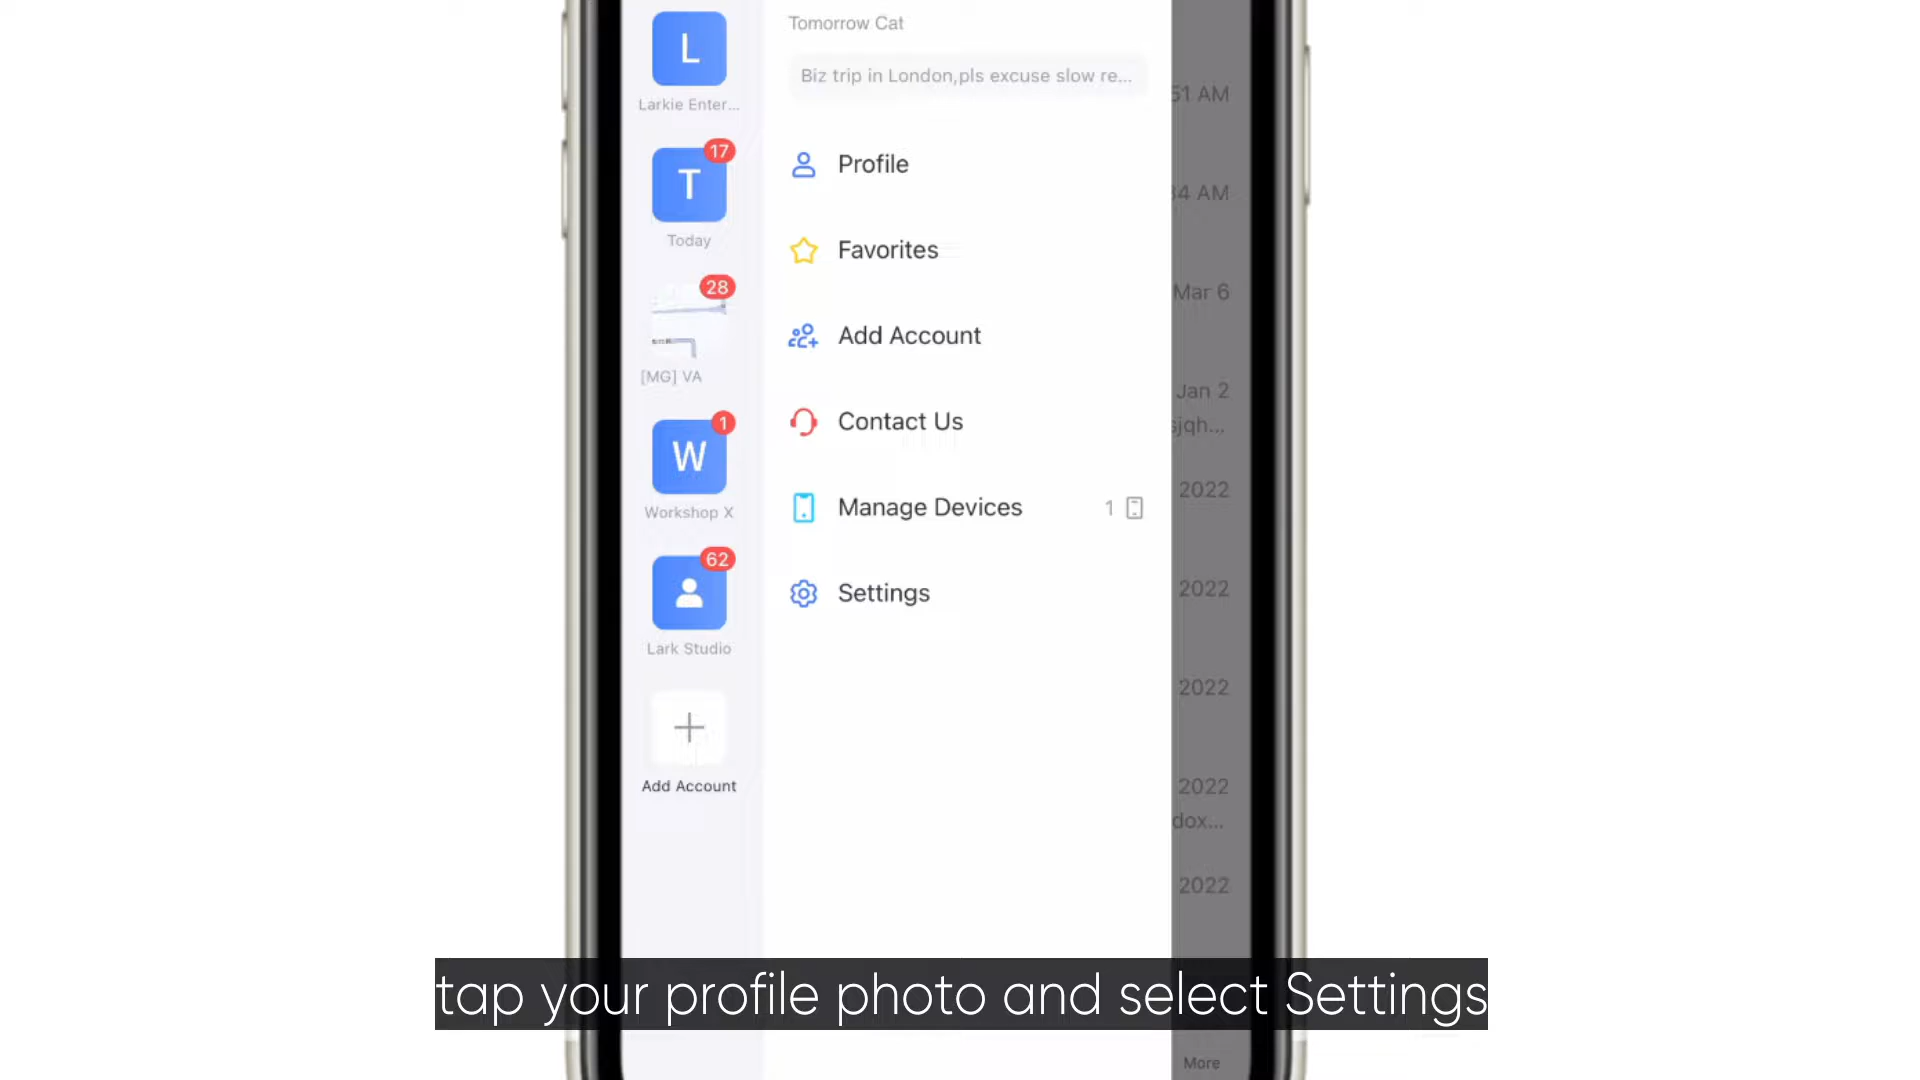 L
Larkie Enter...
17
T
Today
28
[MG] VA
1
W
Workshop X
62
Lark Studio
Add Account
Tomorrow Cat
Biz trip in London,pls excuse slow re...
Profile
Favorites
Add Account
Contact Us
Manage Devices 1
Settings
51 AM
34 AM
Mar 6
Jan 2
sjqh...
2022
2022
2022
2022
dox...
2022
More
tap your profile photo and select Settings